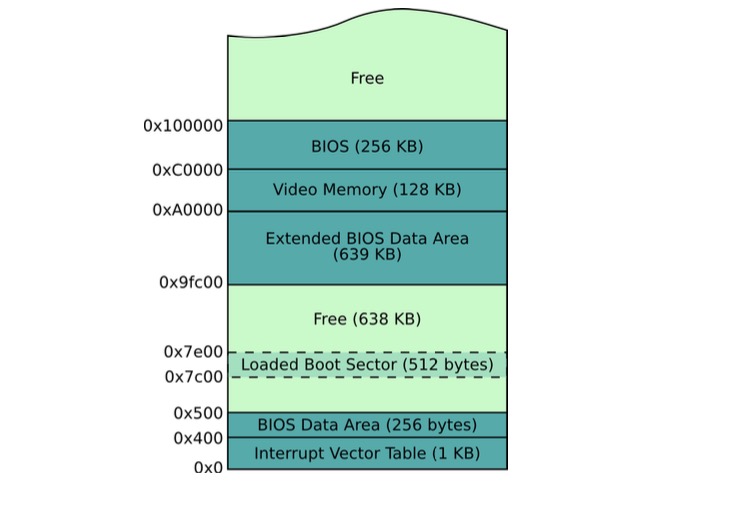 Free
0x100000
BIOS (256 KB)
0xC0000
Video Memory (128 KB)
0xA0000
Extended BIOS Data Area
(639 KB)
0x9fc00
Free (638 KB)
0x7e00
Loaded Boot Sector (512 bytes)
0x7c00
0x500
BIOS Data Area (256 bytes)
0x400
Interrupt Vector Table (1 KB)
0x0